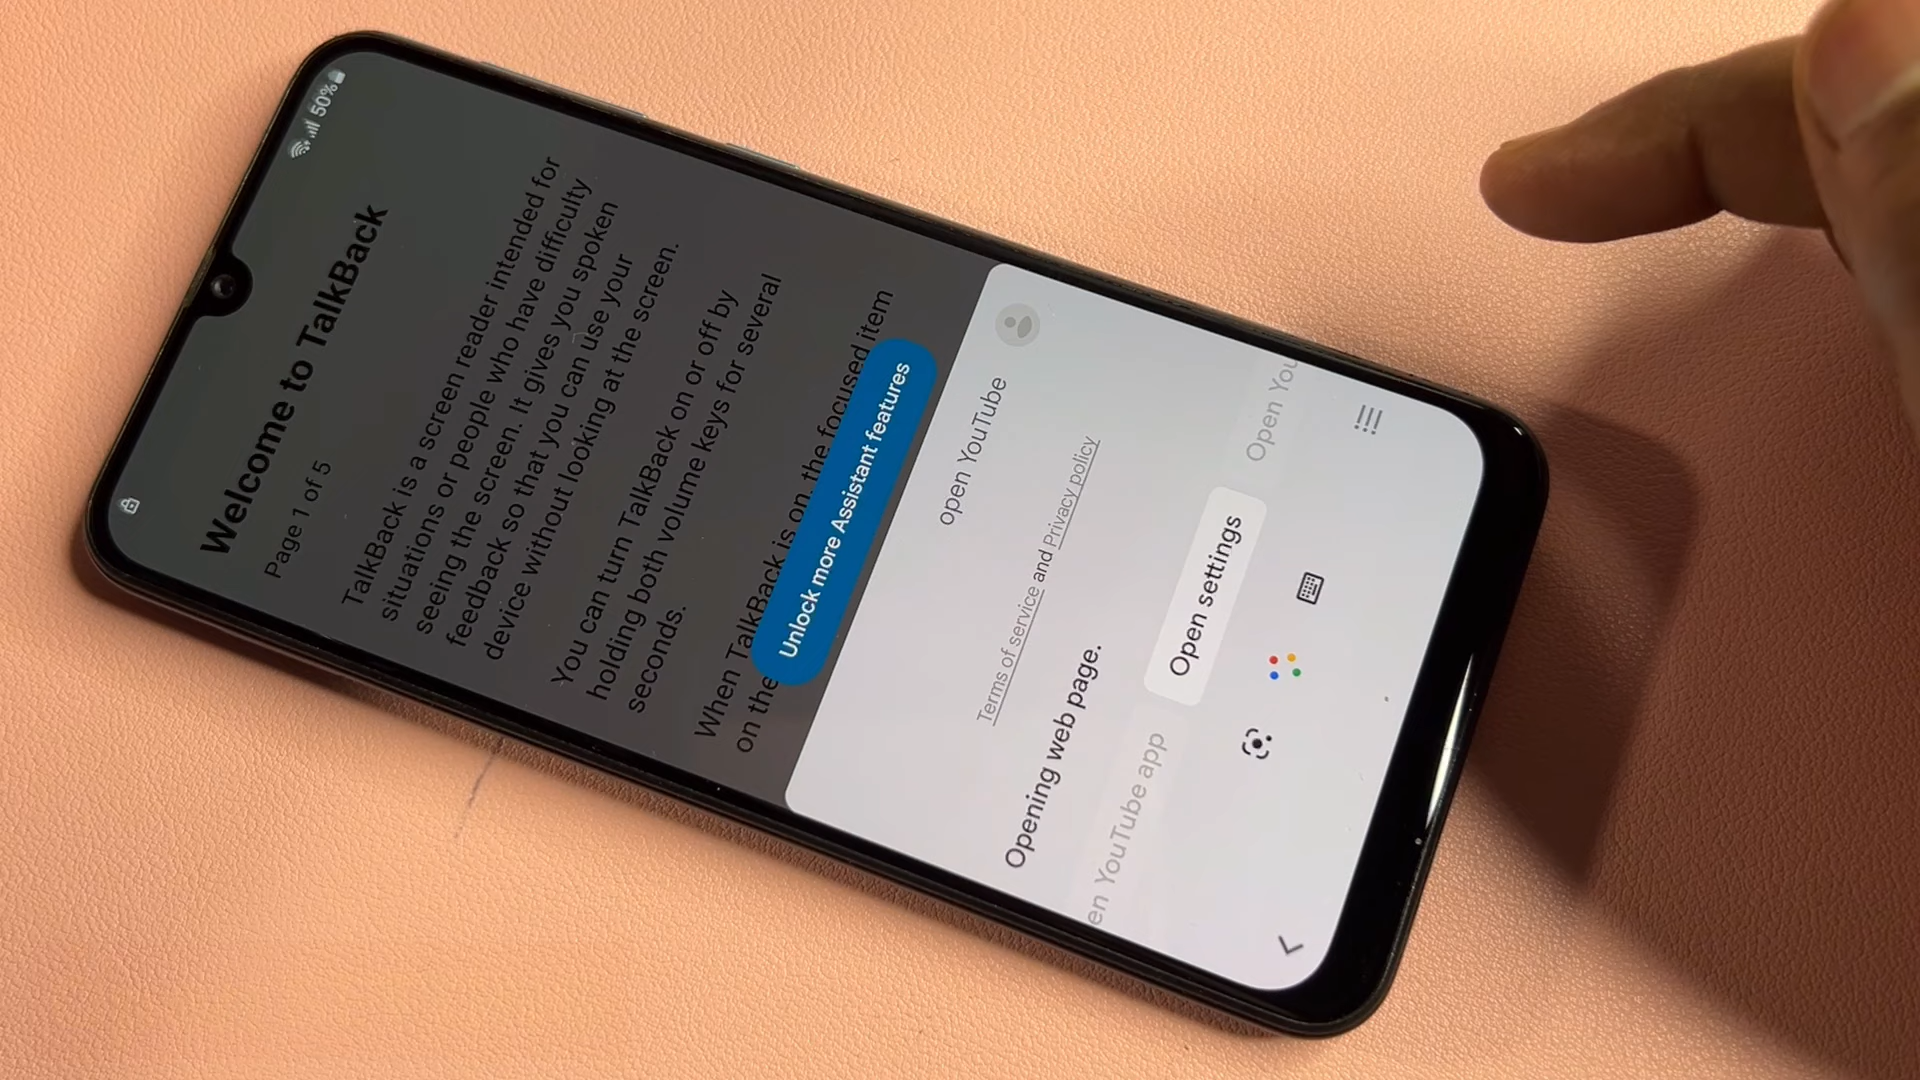 50%
Welcome to TalkBack
Page 1 of 5
TalkBack is a screen reader intended for
situations or people who have difficulty
seeing the screen. It gives you spoken
feedback so that you can use your
device without looking at the screen.
You can turn TalkBack on or off by
holding both volume keys for several
seconds.
When TalkBack is on, the focused item
on the
Unlock more Assistant features
open YouTube
Terms of service and Privacy policy
Opening web page.
en YouTube app
Open settings
Open You